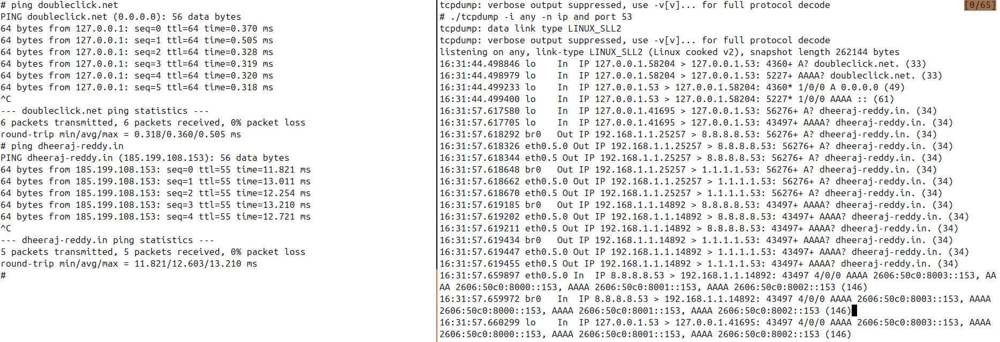 # ping doubleclick.net
PING doubleclick.net (0.0.0.0): 56 data bytes
64 bytes from 127.0.0.1: seq=0 ttl=64 time=0.370 ms
64 bytes from 127.0.0.1: seq=1 ttl=64 time=0.505 ms
64 bytes from 127.0.0.1: seq=2 ttl=64 time=0.328 ms
64 bytes from 127.0.0.1: seq=3 ttl=64 time=0.319 ms
64 bytes from 127.0.0.1: seq=4 ttl=64 time=0.320 ms
64 bytes from 127.0.0.1: seq=5 ttl=64 time=0.318 ms
^C
--- doubleclick.net ping statistics ---
6 packets transmitted, 6 packets received, 0% packet loss
round-trip min/avg/max = 0.318/0.360/0.505 ms
# ping dheeraj-reddy.in
PING dheeraj-reddy.in (185.199.108.153): 56 data bytes
64 bytes from 185.199.108.153: seq=0 ttl=55 time=11.821 ms
64 bytes from 185.199.108.153: seq=1 ttl=55 time=13.011 ms
64 bytes from 185.199.108.153: seq=2 ttl=55 time=12.254 ms
64 bytes from 185.199.108.153: seq=3 ttl=55 time=13.210 ms
64 bytes from 185.199.108.153: seq=4 ttl=55 time=12.721 ms
^C
--- dheeraj-reddy.in ping statistics ---
5 packets transmitted, 5 packets received, 0% packet loss
round-trip min/avg/max = 11.821/12.603/13.210 ms
#
tcpdump: verbose output suppressed, use -v[v]... for full protocol decode [0/65]
# ./tcpdump -i any -n ip and port 53
tcpdump: data link type LINUX_SLL2
tcpdump: verbose output suppressed, use -v[v]... for full protocol decode
listening on any, link-type LINUX_SLL2 (Linux cooked v2), snapshot length 262144 bytes
16:31:44.498846 lo    In  IP 127.0.0.1.58204 > 127.0.0.1.53: 4360+ A? doubleclick.net. (33)
16:31:44.498979 lo    In  IP 127.0.0.1.58204 > 127.0.0.1.53: 5227+ AAAA? doubleclick.net. (33)
16:31:44.499233 lo    In  IP 127.0.0.1.53 > 127.0.0.1.58204: 4360* 1/0/0 A 0.0.0.0 (49)
16:31:44.499400 lo    In  IP 127.0.0.1.53 > 127.0.0.1.58204: 5227* 1/0/0 AAAA :: (61)
16:31:57.617580 lo    In  IP 127.0.0.1.41695 > 127.0.0.1.53: 56276+ A? dheeraj-reddy.in. (34)
16:31:57.617705 lo    In  IP 127.0.0.1.41695 > 127.0.0.1.53: 43497+ AAAA? dheeraj-reddy.in. (34)
16:31:57.618292 br0   Out IP 192.168.1.1.25257 > 8.8.8.8.53: 56276+ A? dheeraj-reddy.in. (34)
16:31:57.618326 eth0.5.0 Out IP 192.168.1.1.25257 > 8.8.8.8.53: 56276+ A? dheeraj-reddy.in. (34)
16:31:57.618344 eth0.5 Out IP 192.168.1.1.25257 > 8.8.8.8.53: 56276+ A? dheeraj-reddy.in. (34)
16:31:57.618648 br0   Out IP 192.168.1.1.25257 > 1.1.1.1.53: 56276+ A? dheeraj-reddy.in. (34)
16:31:57.618662 eth0.5.0 Out IP 192.168.1.1.25257 > 1.1.1.1.53: 56276+ A? dheeraj-reddy.in. (34)
16:31:57.618670 eth0.5 Out IP 192.168.1.1.25257 > 1.1.1.1.53: 56276+ A? dheeraj-reddy.in. (34)
16:31:57.619185 br0   Out IP 192.168.1.1.14892 > 8.8.8.8.53: 43497+ AAAA? dheeraj-reddy.in. (34)
16:31:57.619202 eth0.5.0 Out IP 192.168.1.1.14892 > 8.8.8.8.53: 43497+ AAAA? dheeraj-reddy.in. (34)
16:31:57.619211 eth0.5 Out IP 192.168.1.1.14892 > 8.8.8.8.53: 43497+ AAAA? dheeraj-reddy.in. (34)
16:31:57.619434 br0   Out IP 192.168.1.1.14892 > 1.1.1.1.53: 43497+ AAAA? dheeraj-reddy.in. (34)
16:31:57.619447 eth0.5.0 Out IP 192.168.1.1.14892 > 1.1.1.1.53: 43497+ AAAA? dheeraj-reddy.in. (34)
16:31:57.619455 eth0.5 Out IP 192.168.1.1.14892 > 1.1.1.1.53: 43497+ AAAA? dheeraj-reddy.in. (34)
16:31:57.659897 eth0.5.0 In  IP 8.8.8.8.53 > 192.168.1.1.14892: 43497 4/0/0 AAAA 2606:50c0:8003::153, AA
AA 2606:50c0:8000::153, AAAA 2606:50c0:8001::153, AAAA 2606:50c0:8002::153 (146)
16:31:57.659972 br0   In  IP 8.8.8.8.53 > 192.168.1.1.14892: 43497 4/0/0 AAAA 2606:50c0:8003::153, AAAA
2606:50c0:8000::153, AAAA 2606:50c0:8001::153, AAAA 2606:50c0:8002::153 (146)
16:31:57.660299 lo    In  IP 127.0.0.1.53 > 127.0.0.1.41695: 43497 4/0/0 AAAA 2606:50c0:8003::153, AAAA
2606:50c0:8000::153, AAAA 2606:50c0:8001::153, AAAA 2606:50c0:8002::153 (146)